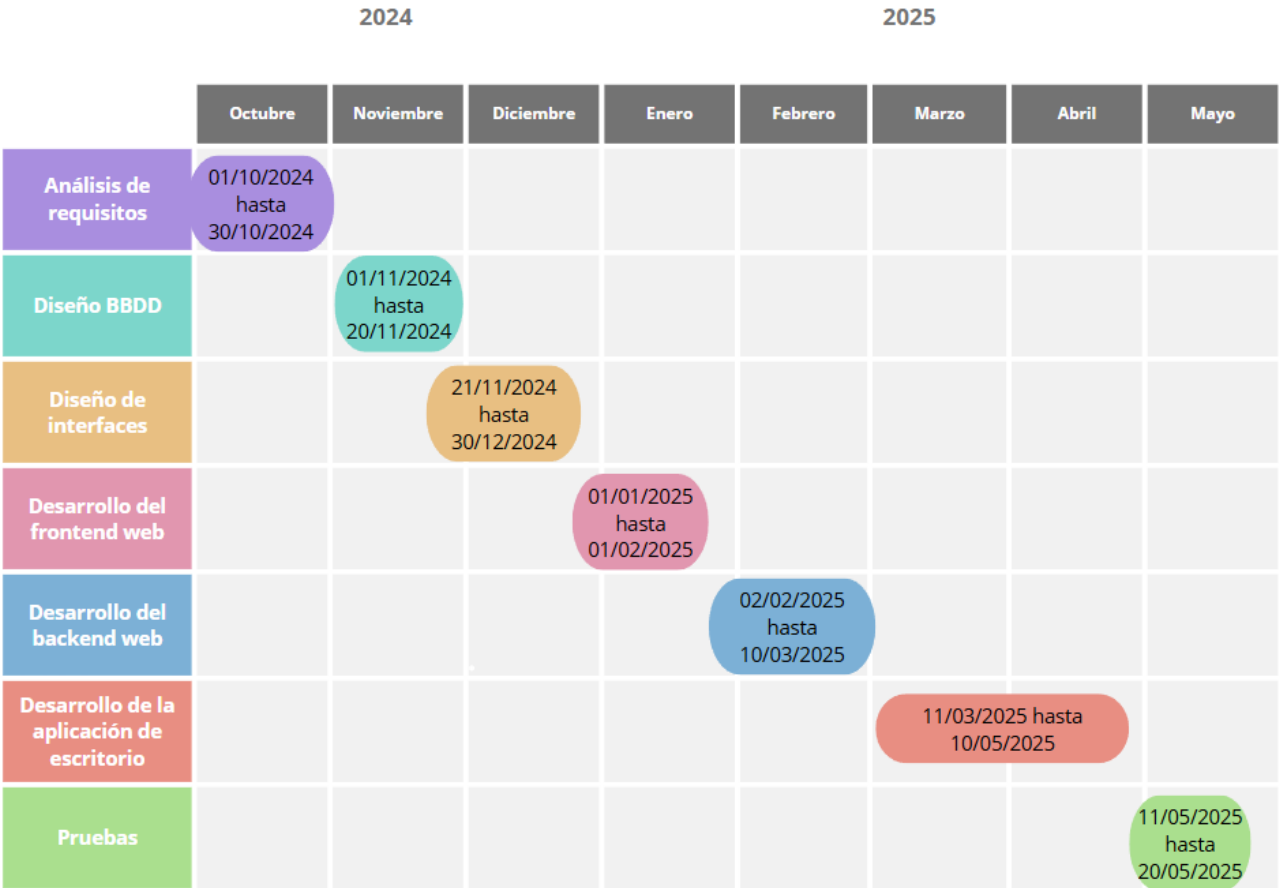 2024
2025
Octubre
Noviembre
Diciembre
Enero
Febrero
Marzo
Abril
Mayo
Análisis de
requisitos
01/10/2024
hasta
30/10/2024
Diseño BBDD
01/11/2024
hasta
20/11/2024
Diseño de
interfaces
21/11/2024
hasta
30/12/2024
Desarrollo del
frontend web
01/01/2025
hasta
01/02/2025
Desarrollo del
backend web
02/02/2025
hasta
10/03/2025
Desarrollo de la
aplicación de
escritorio
11/03/2025 hasta
10/05/2025
Pruebas
11/05/2025
hasta
20/05/2025